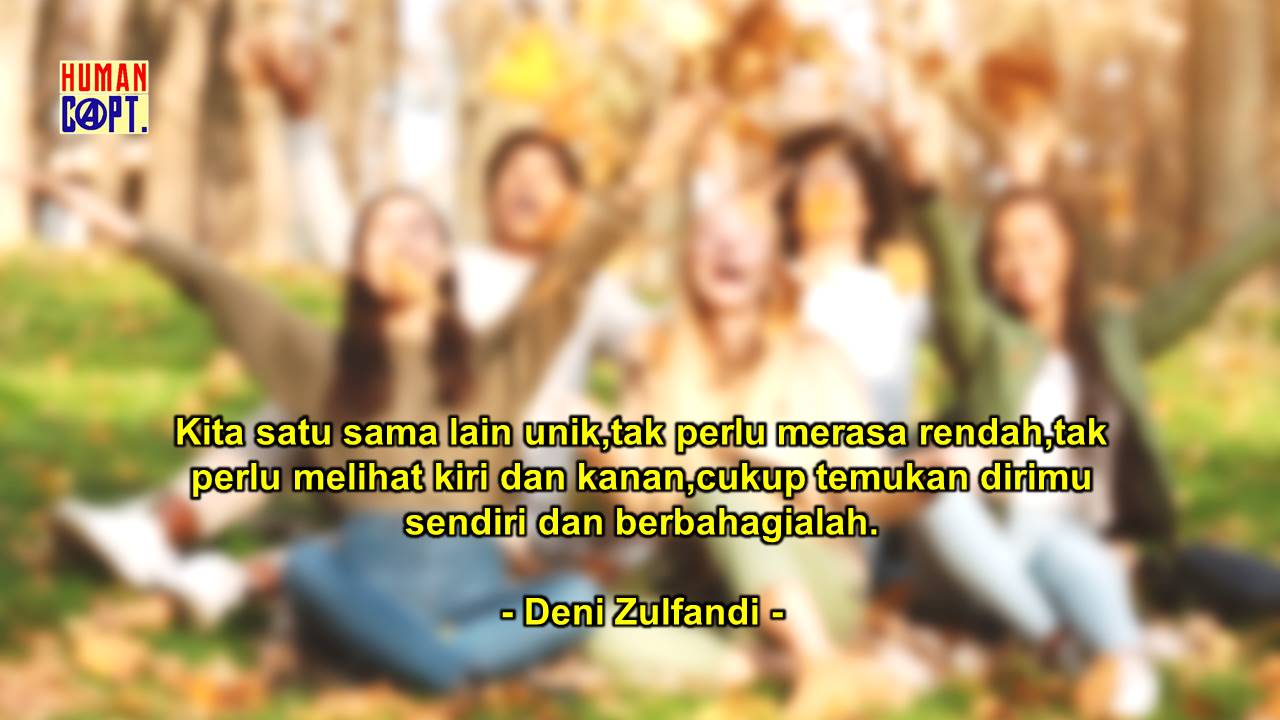 HUMAN
C@PT.
Kita satu sama lain unik,tak perlu merasa rendah,tak
perlu melihat kiri dan kanan,cukup temukan dirimu
sendiri dan berbahagialah.
- Deni Zulfandi -